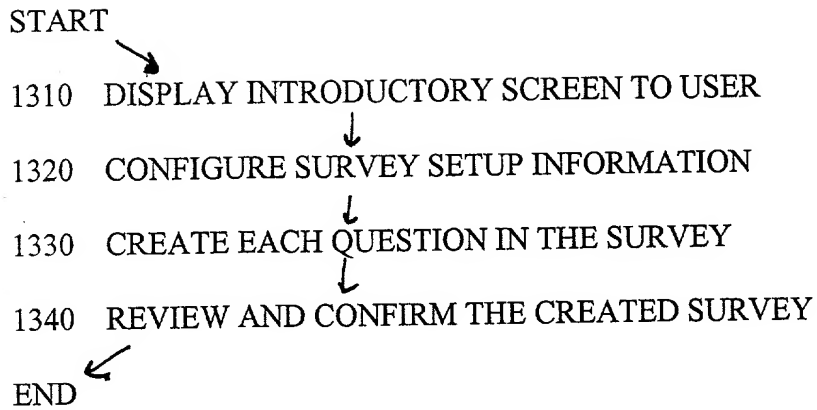 START
1310 DISPLAY INTRODUCTORY SCREEN TO USER
1320 CONFIGURE SURVEY SETUP INFORMATION
1330 CREATE EACH QUESTION IN THE SURVEY
1340 REVIEW AND CONFIRM THE CREATED SURVEY
END